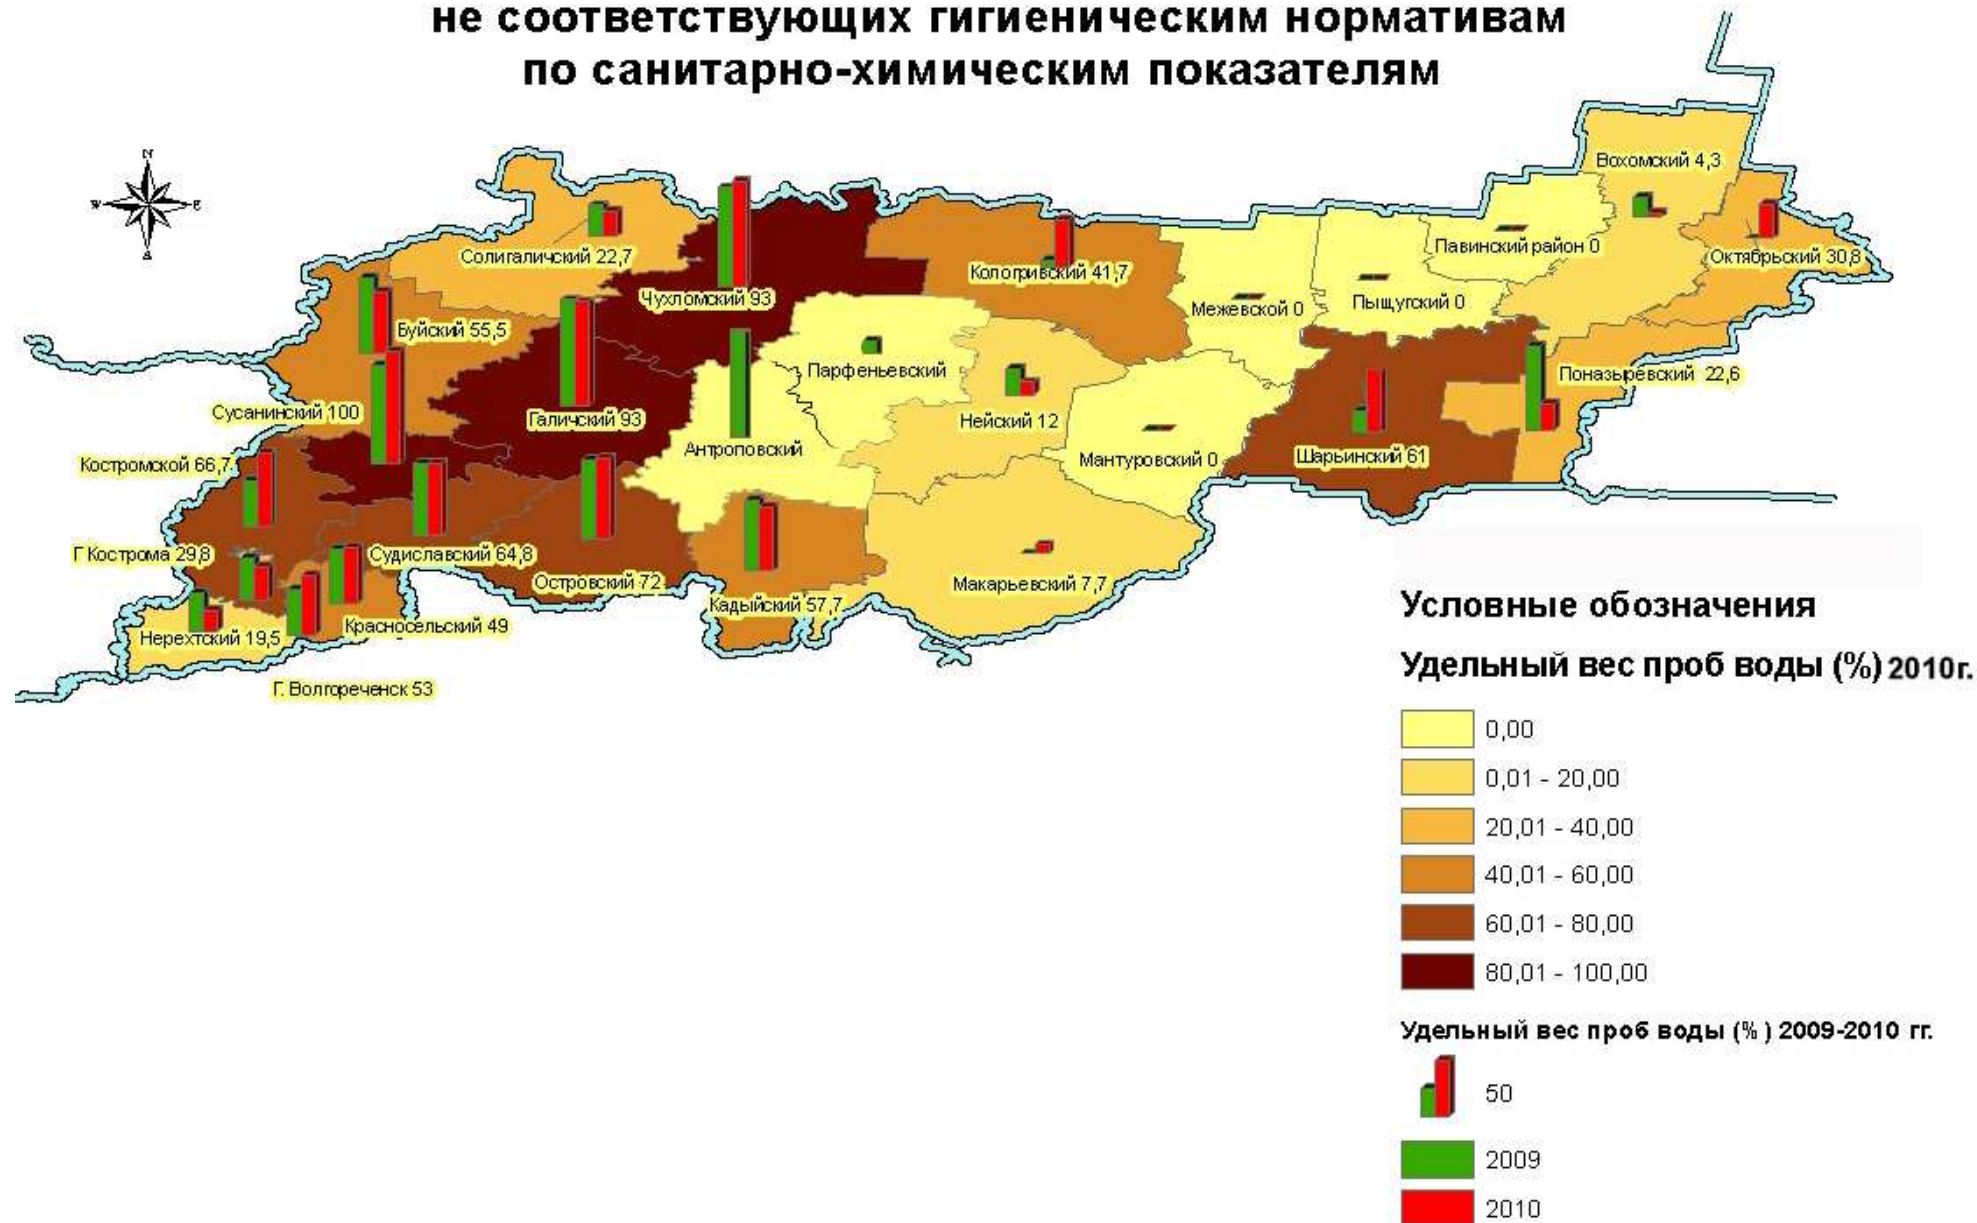 не соответствующих гигиеническим нормативам
по санитарно-химическим показателям
N
W
E
S
Вохомский 4,3
Павинский район 0
Октябрьский 30,8
Солигаличский 22,7
Кологривский 41,7
Чухломский 93
Межевской 0
Пыщугский 0
Буйский 55,5
Парфеньевский
Поназыревский 22,6
Сусанинский 100
Галичский 93
Нейский 12
Антроповский
Мантуровский 0
Шарьинский 61
Костромской 66,7
Г Кострома 29,8
Судиславский 64,8
Островский 72
Макарьевский 7,7
Кадыйский 57,7
Красносельский 49
Нерехтский 19,5
Г. Волгореченск 53
Условные обозначения
Удельный вес проб воды (%) 2010г.
0,00
0,01 - 20,00
20,01 - 40,00
40,01 - 60,00
60,01 - 80,00
80,01 - 100,00
Удельный вес проб воды (% ) 2009-2010 гг.
50
2009
2010